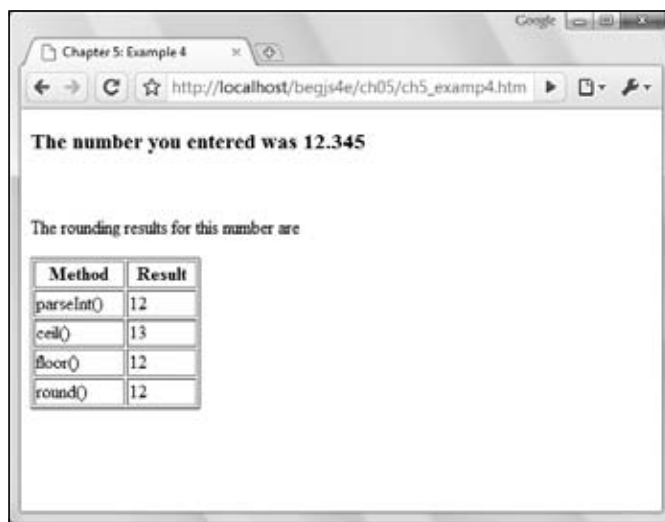 Google
Chapter 5: Example 4
http://localhost/begjs4e/ch05/ch5_examp4.htm
The number you entered was 12.345
The rounding results for this number are
Method Result
parseInt() 12
ceil() 13
floor() 12
round() 12